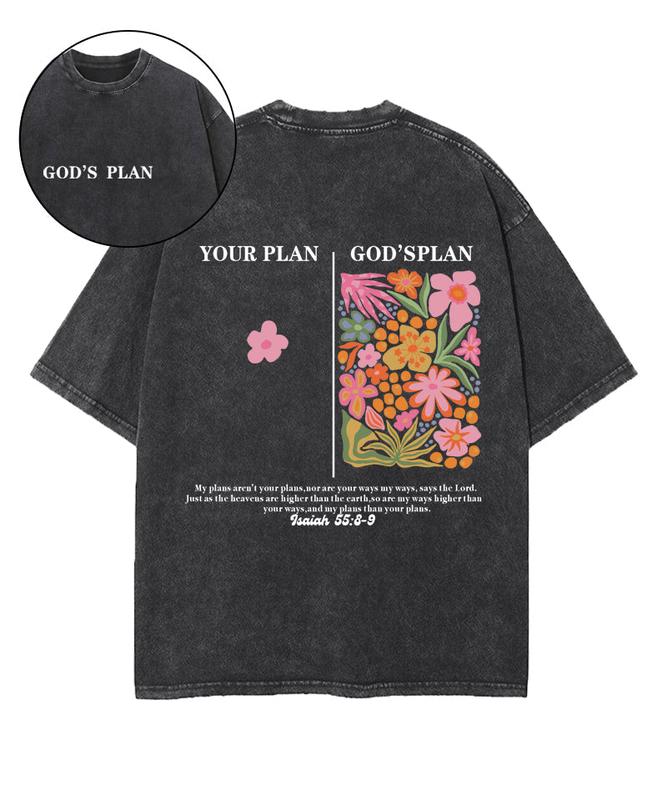 GOD'S PLAN
YOUR PLAN
GOD'SPLAN
My plans aren't your plans,nor are your ways my ways, says the Lord.
Just as the heavens are higher than the earth,so are my ways higher than
your ways,and my plans than your plans.
Isaiah 55:8-9